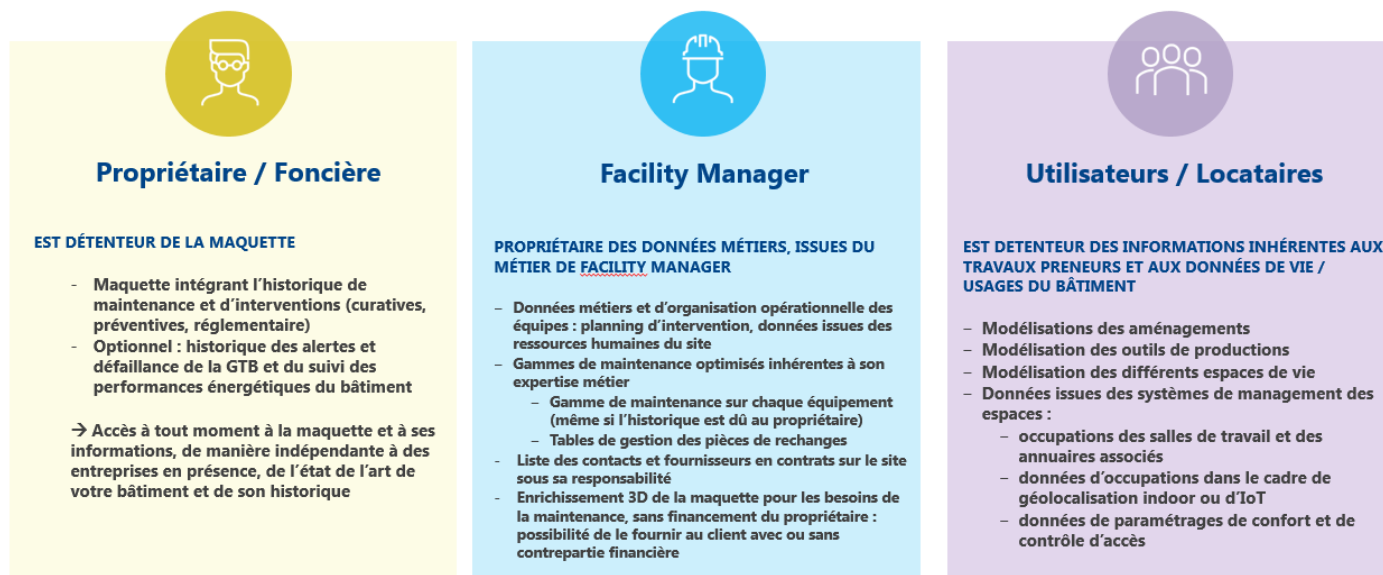 Propriétaire / Foncière
EST DÉTENTEUR DE LA MAQUETTE
- Maquette intégrant l’historique de
maintenance et d’interventions (curatives,
préventives, réglementaire)
- Optionnel : historique des alertes et
défaillance de la GTB et du suivi des
performances énergétiques du bâtiment
→ Accès à tout moment à la maquette et à ses
informations, de manière indépendante à des
entreprises en présence, de l’état de l’art de
votre bâtiment et de son historique
Facility Manager
PROPRIÉTAIRE DES DONNÉES MÉTIERS, ISSUES DU
MÉTIER DE FACILITY MANAGER
– Données métiers et d’organisation opérationnelle des
équipes : planning d’intervention, données issues des
ressources humaines du site
– Gammes de maintenance optimisés inhérentes à son
expertise métier
– Gamme de maintenance sur chaque équipement
(même si l’historique est dû au propriétaire)
– Tables de gestion des pièces de rechanges
- Liste des contacts et fournisseurs en contrats sur le site
sous sa responsabilité
- Enrichissement 3D de la maquette pour les besoins de
la maintenance, sans financement du propriétaire :
possibilité de le fournir au client avec ou sans
contrepartie financière
Utilisateurs / Locataires
EST DETENTEUR DES INFORMATIONS INHÉRENTES AUX
TRAVAUX PRENEURS ET AUX DONNÉES DE VIE /
USAGES DU BÂTIMENT
– Modélisations des aménagements
– Modélisation des outils de productions
– Modélisation des différents espaces de vie
– Données issues des systèmes de management des
espaces :
– occupations des salles de travail et des
annuaires associés
– données d’occupations dans le cadre de
géolocalisation indoor ou d’IoT
– données de paramétrages de confort et de
contrôle d’accès